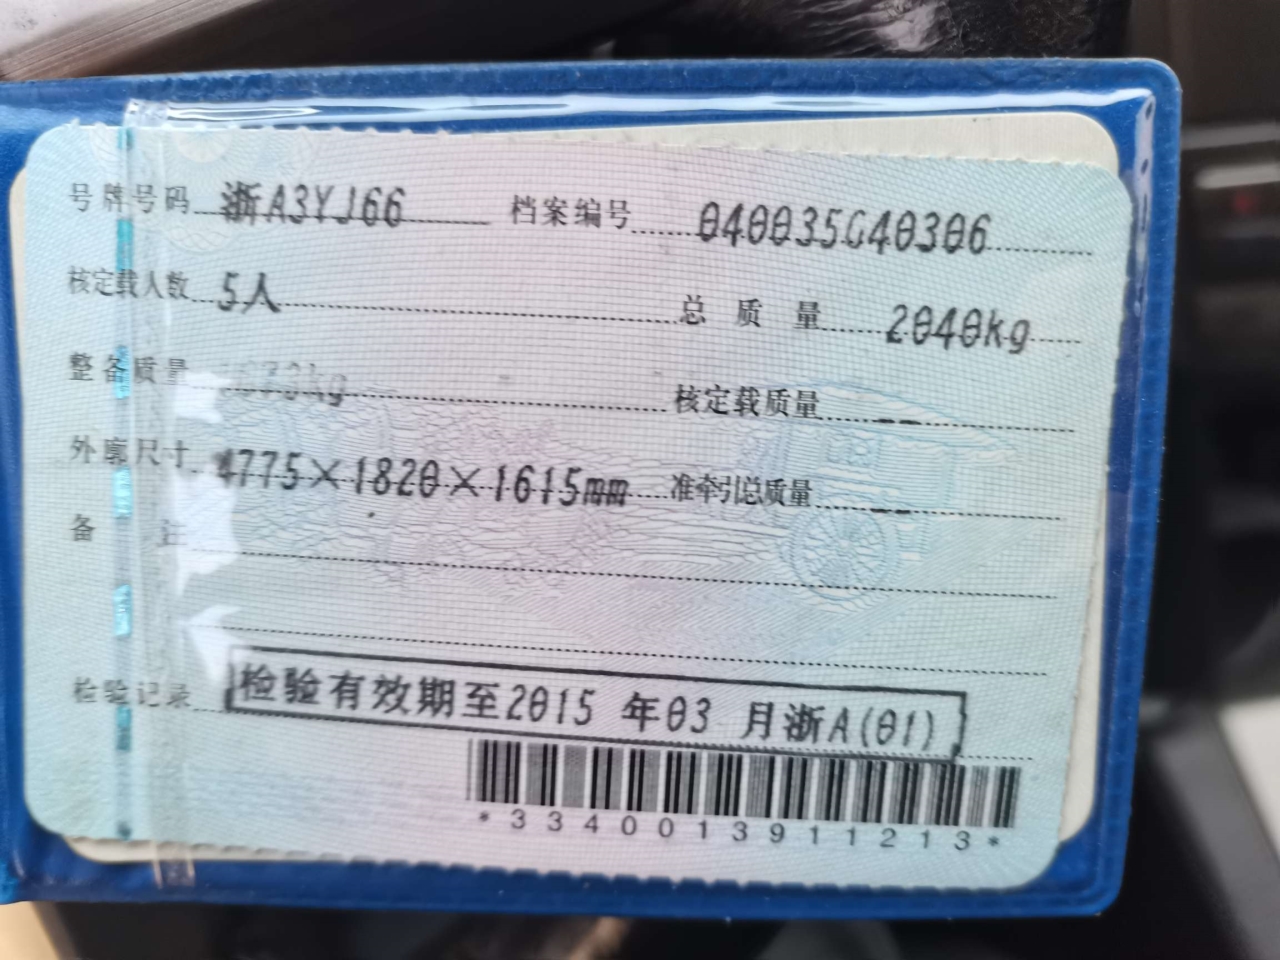 号牌号码 浙A3YJ66 档案编号 040035640306
核定载人数 5人 总质量 2040kg
整备质量 核定载质量 --
外廓尺寸 4775×1820×1615mm 准牵引总质量 --
备注
检验记录 检验有效期至2015 年03 月浙A(01)
*3340013911213*